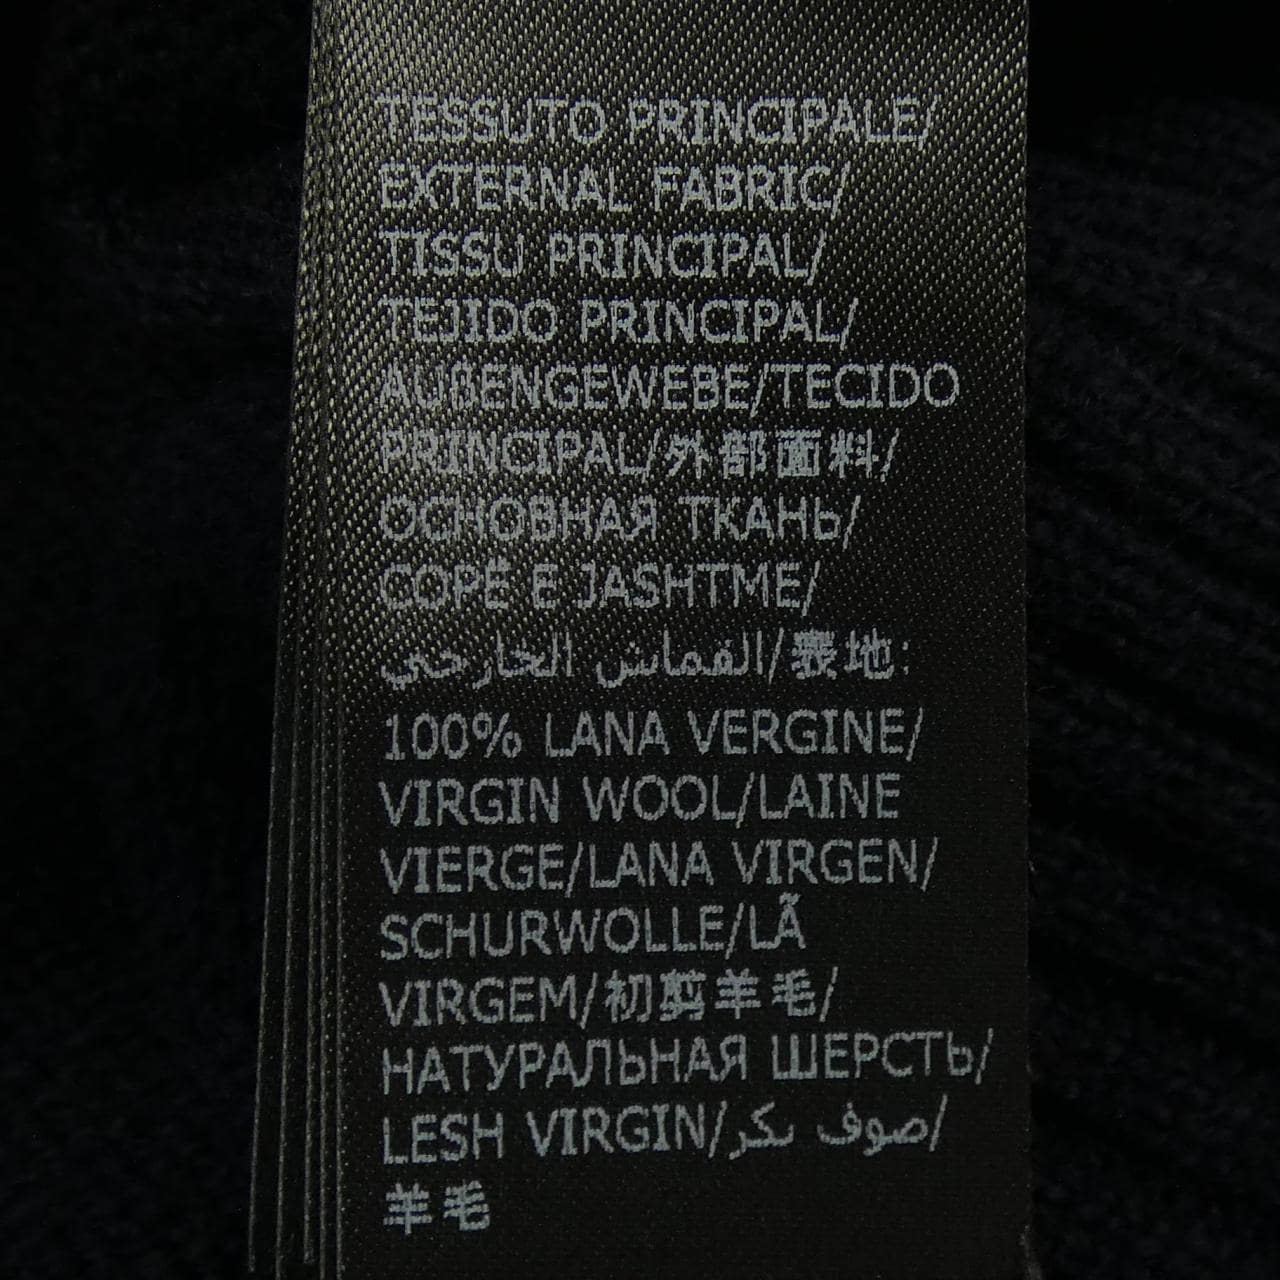 TESSUTO PRINCIPALE/
EXTERNAL FABRIC/
TISSU PRINCIPAL/
TEJIDO PRINCIPAL/
AUßENGEWEBE/TECIDO
PRINCIPAL/外部面料/
ОСНОВНАЯ ТКАНЬ/
COPË E JASHTME/
القماش الخارجي/表地:
100% LANA VERGINE/
VIRGIN WOOL/LAINE
VIERGE/LANA VIRGEN/
SCHURWOLLE/LÃ
VIRGEM/初剪羊毛/
НАТУРАЛЬНАЯ ШЕРСТЬ/
LESH VIRGIN/صوف بكر/
羊毛